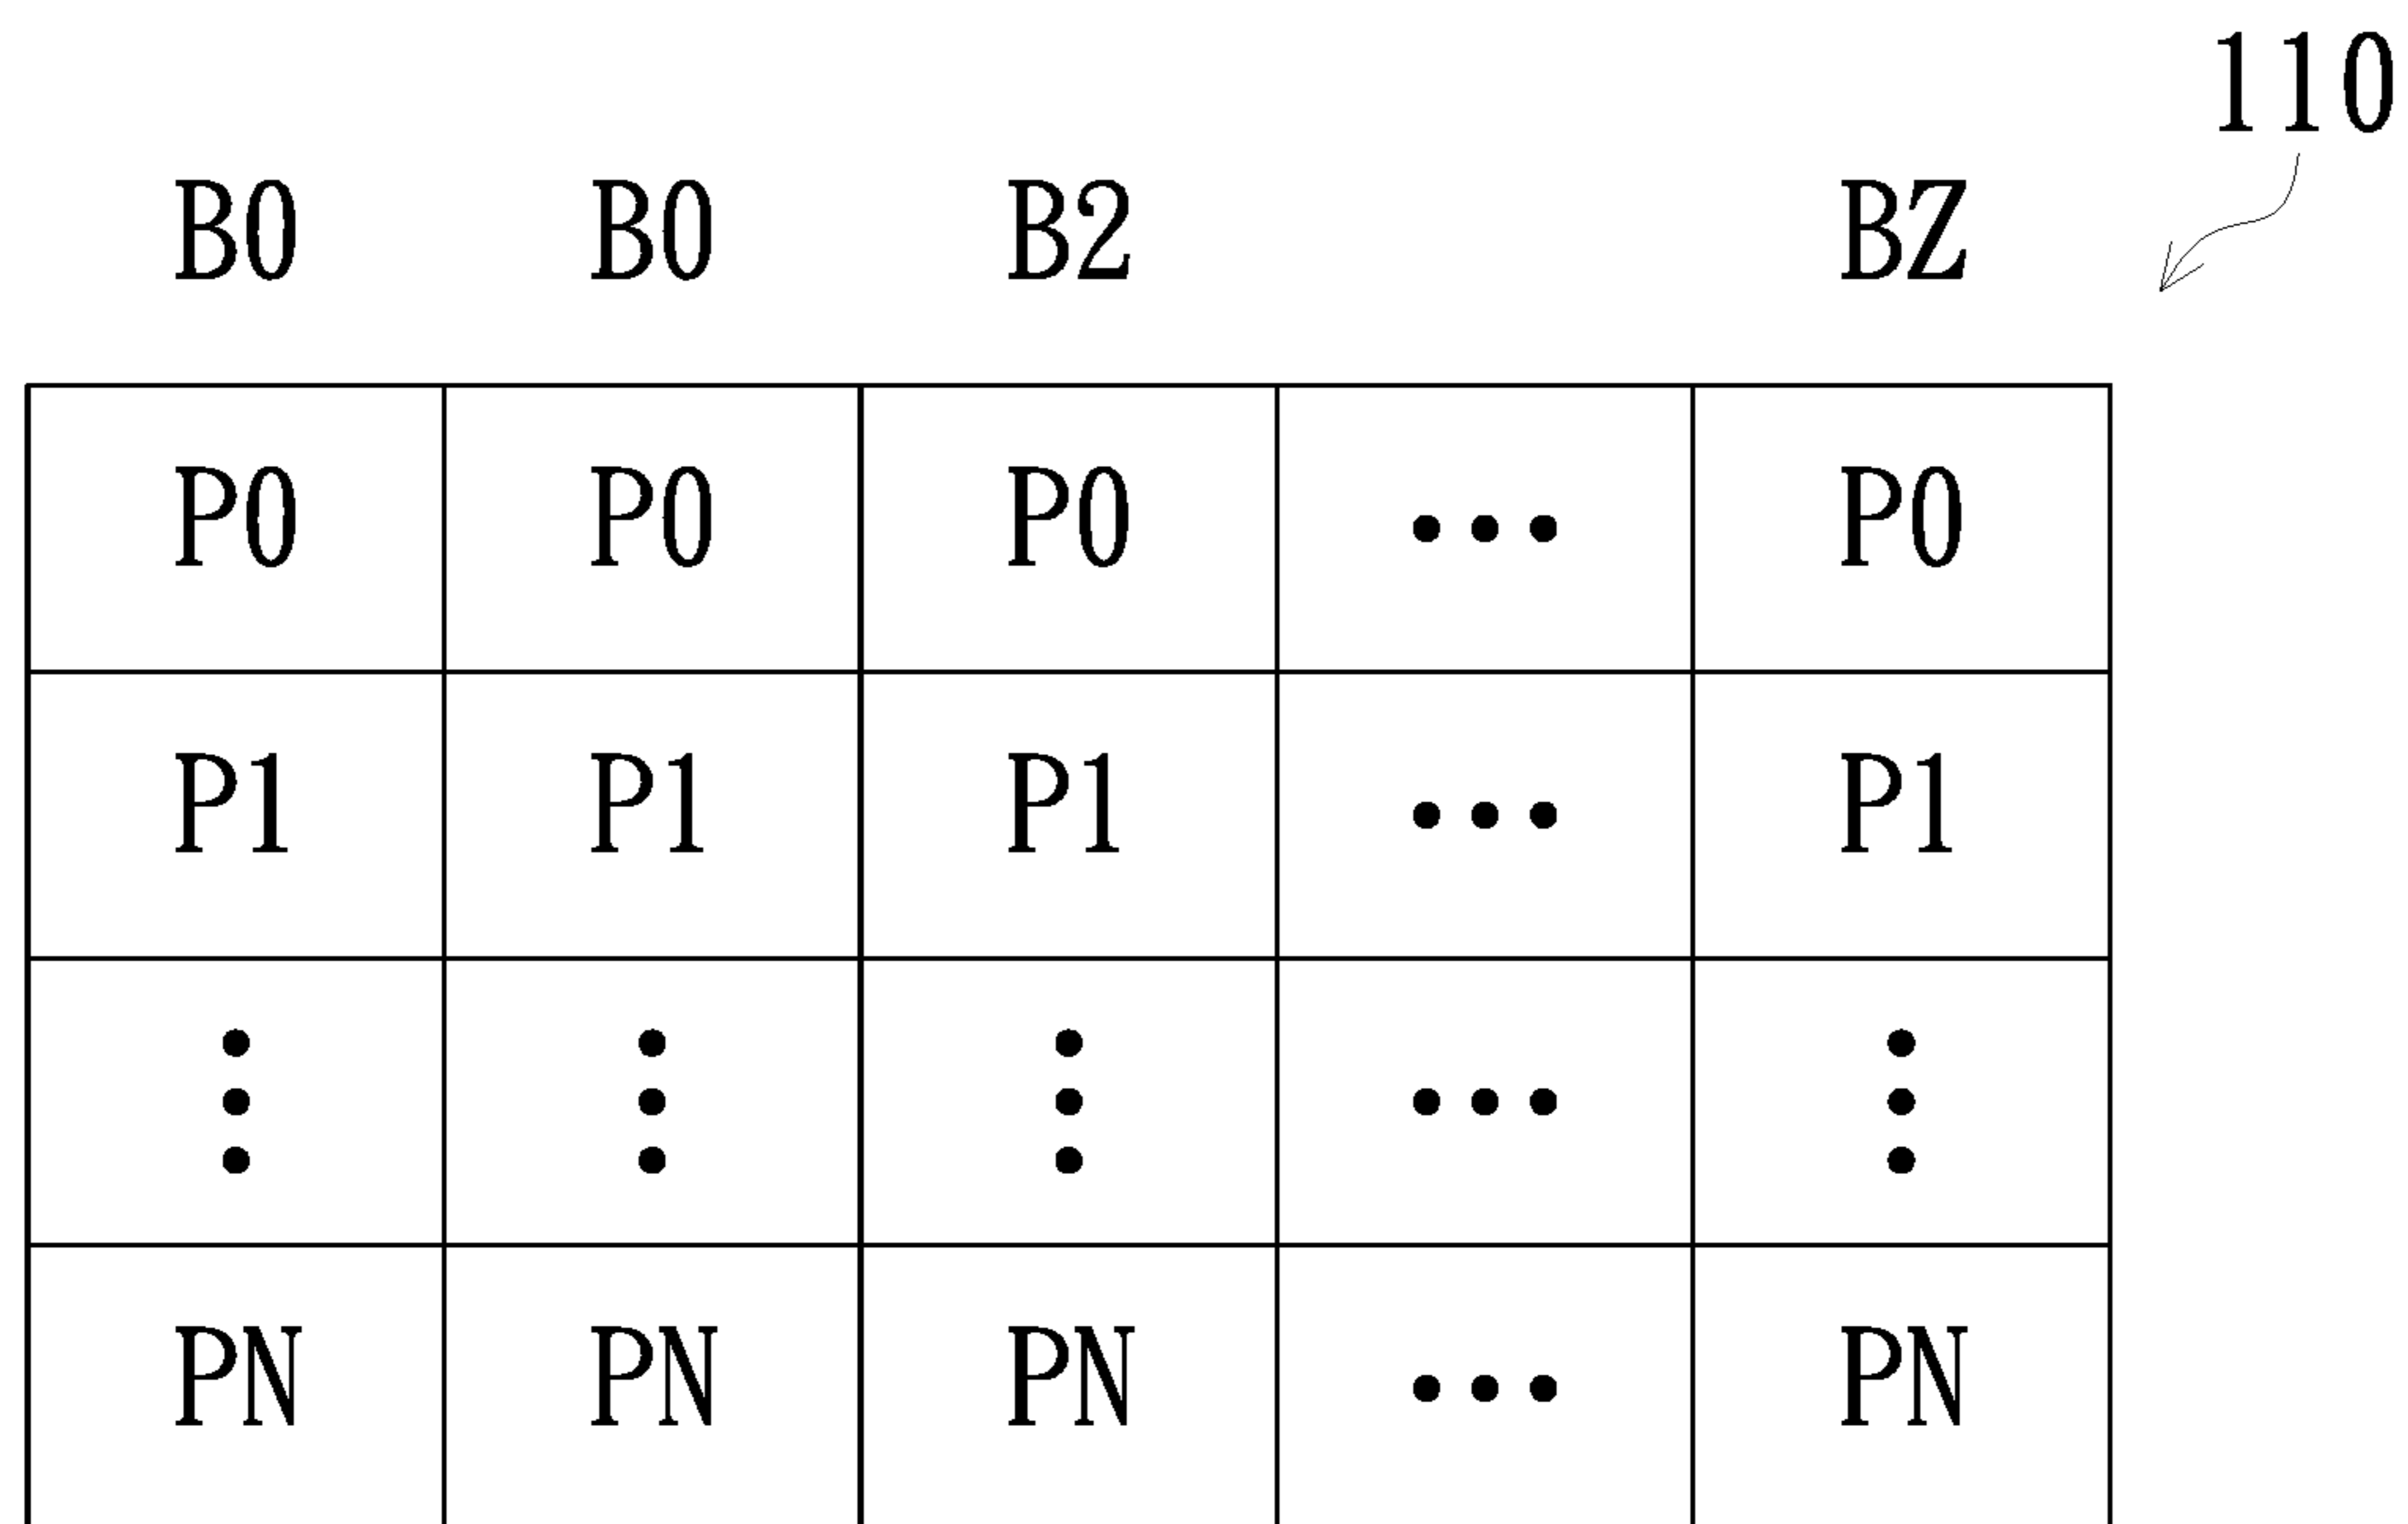 110
B0 B0 B2 BZ
P0 P0 P0 ••• P0
P1 P1 P1 ••• P1
⋮ ⋮ ⋮ ••• ⋮
PN PN PN ••• PN